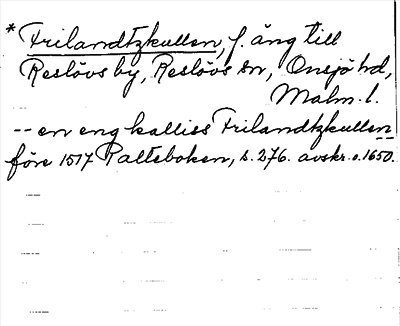 * Frilandtzkullen, f. äng till
Reslövs by, Reslövs sn, Onsjö hd,
Malm. l.
-- en eng kalliss Frilandtzkullen
före 1517 Palteboken, s. 276. avskr. o. 1650.